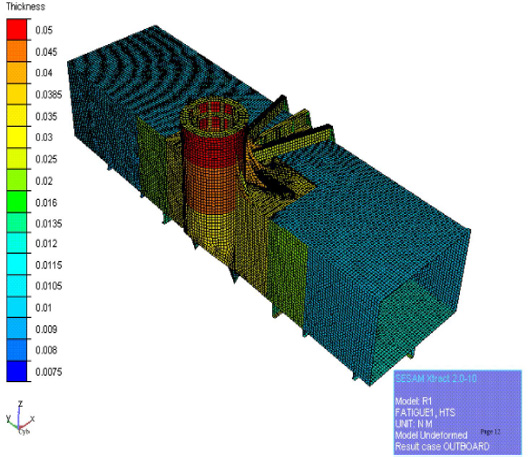 Thickness
0.05
0.045
0.04
0.0385
0.035
0.03
0.025
0.02
0.016
0.0135
0.012
0.0115
0.0105
0.01
0.009
0.008
0.0075
Z
Y X
Cyls
SESAM Xtract 2.0-10
Model: R1
FATIGUE1, HTS
UNIT: N M
Model Undeformed
Page 12
Result case OUTBOARD